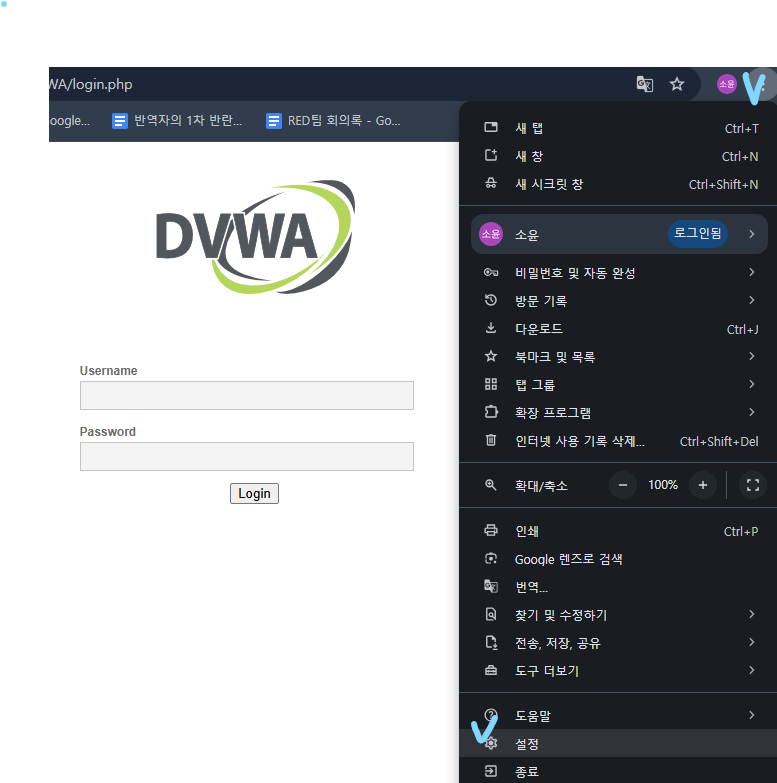 WA/login.php
소윤
oogle...
반역자의 1차 반란...
RED팀 회의록 - Go...
DVWA
Username
Password
Login
새 탭 Ctrl+T
새 창 Ctrl+N
새 시크릿 창 Ctrl+Shift+N
소윤 소윤 로그인됨
비밀번호 및 자동 완성
방문 기록
다운로드 Ctrl+J
북마크 및 목록
탭 그룹
확장 프로그램
인터넷 사용 기록 삭제... Ctrl+Shift+Del
확대/축소 − 100% +
인쇄 Ctrl+P
Google 렌즈로 검색
번역...
찾기 및 수정하기
전송, 저장, 공유
도구 더보기
도움말
설정
종료